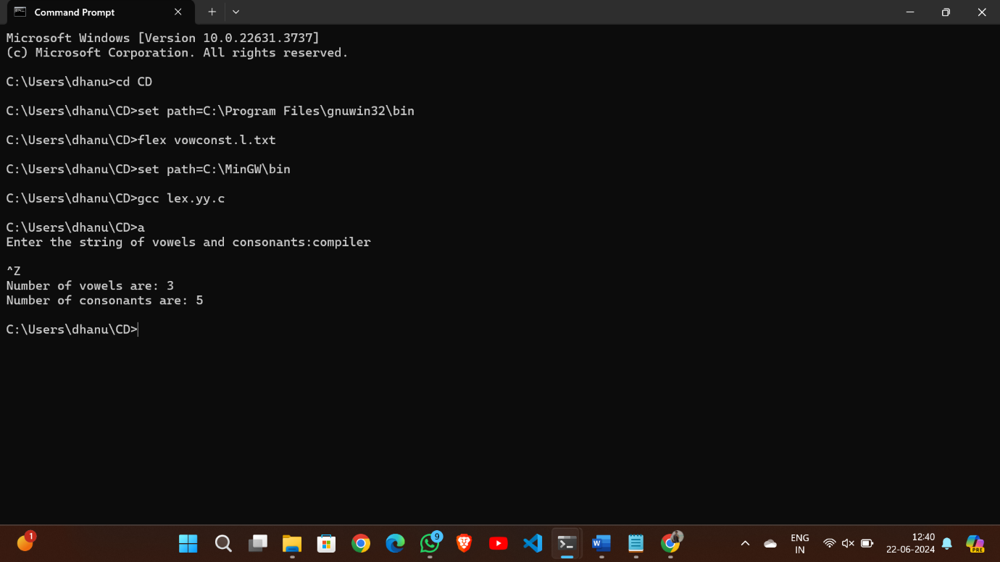 Command Prompt
Microsoft Windows [Version 10.0.22631.3737]
(c) Microsoft Corporation. All rights reserved.
C:\Users\dhanu>cd CD
C:\Users\dhanu\CD>set path=C:\Program Files\gnuwin32\bin
C:\Users\dhanu\CD>flex vowconst.l.txt
C:\Users\dhanu\CD>set path=C:\MinGW\bin
C:\Users\dhanu\CD>gcc lex.yy.c
C:\Users\dhanu\CD>a
Enter the string of vowels and consonants:compiler
^Z
Number of vowels are: 3
Number of consonants are: 5
C:\Users\dhanu\CD>
1
9
W
ENG
IN
12:40
22-06-2024
PRE